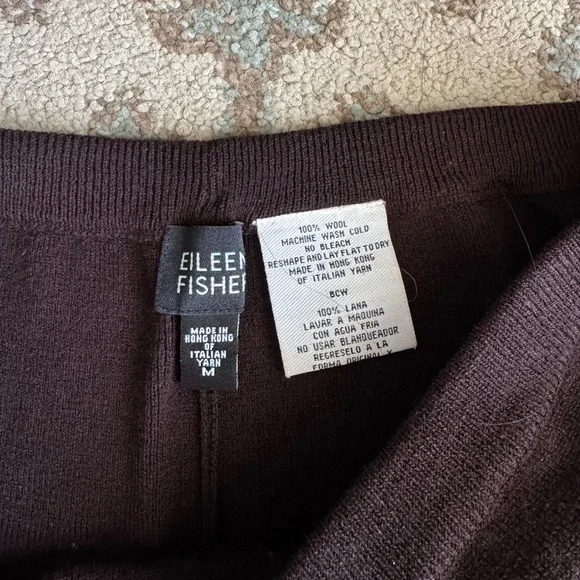 EILEEN
FISHER
MADE IN
HONG KONG
OF
ITALIAN
YARN
M
100% WOOL
MACHINE WASH COLD
NO BLEACH
RESHAPE AND LAY FLAT TO DRY
MADE IN HONG KONG
OF ITALIAN YARN
BCW
100% LANA
LAVAR A MAQUINA
CON AGUA FRIA
NO USAR BLANQUEADOR
REGRESELO A LA
FORMA ORIGINAL Y